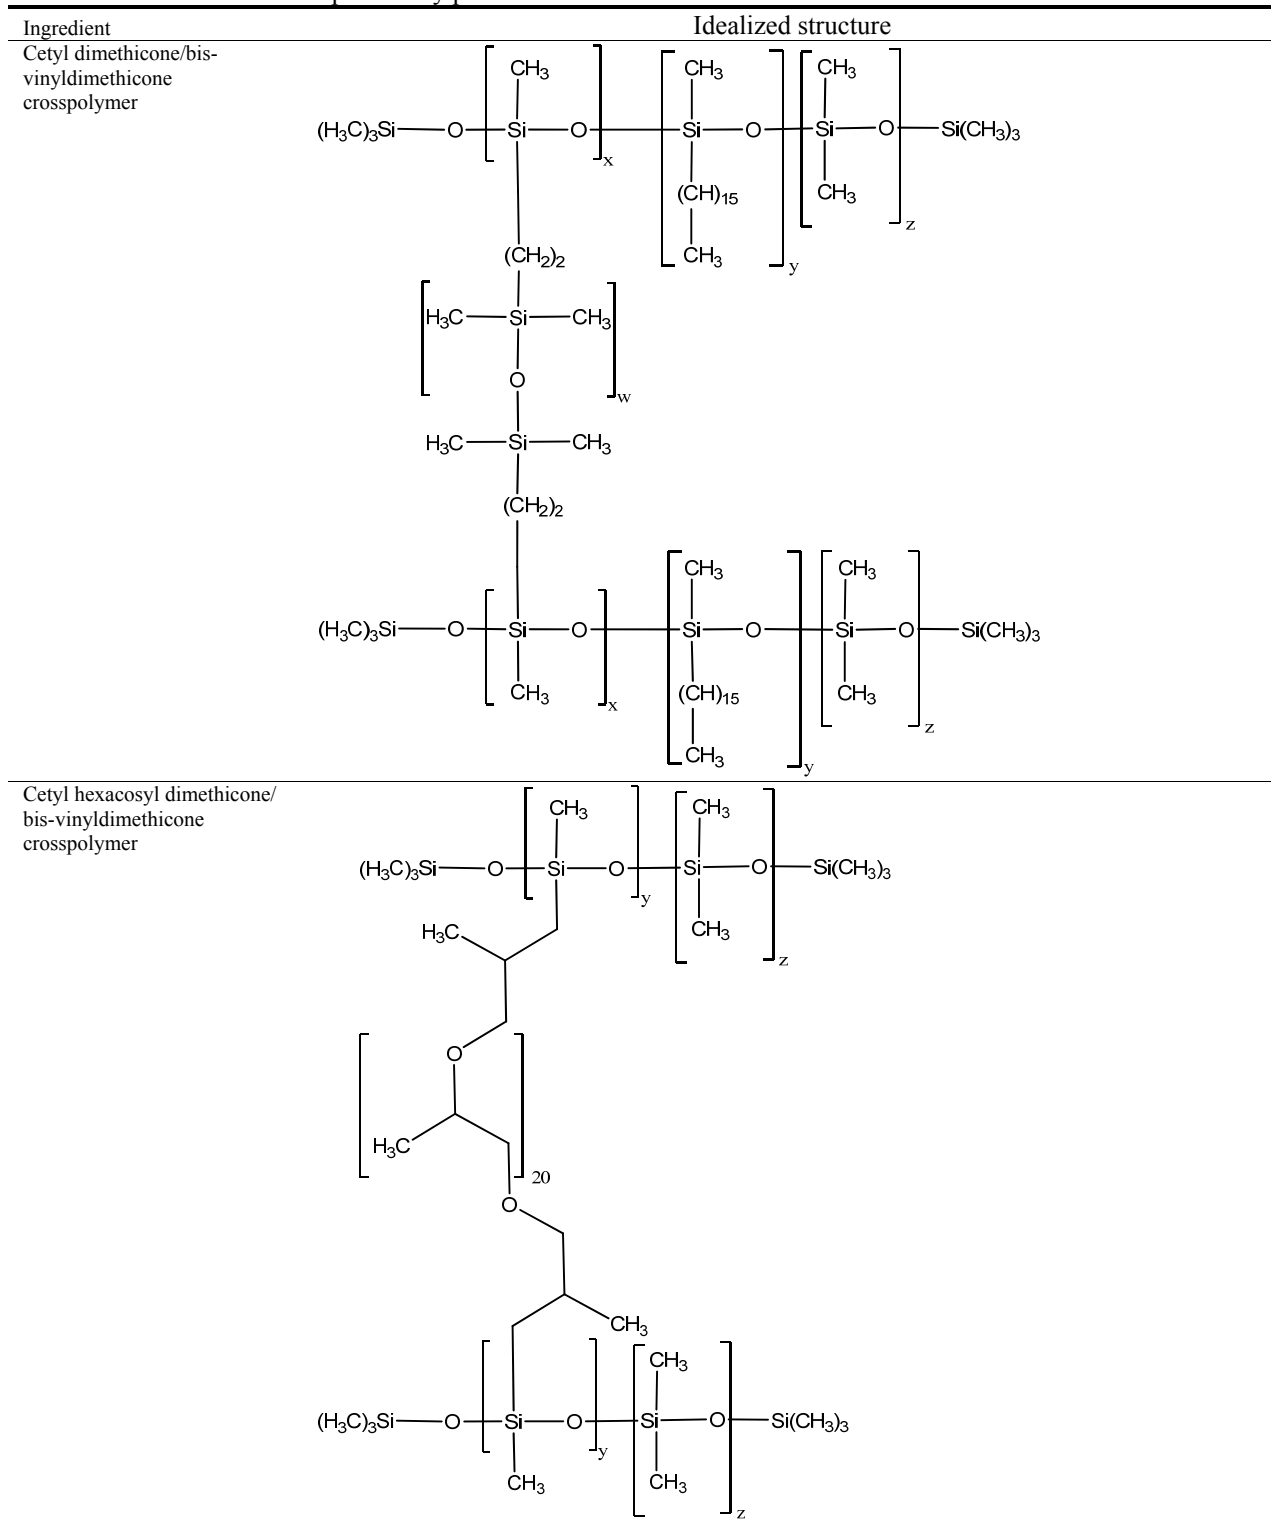 Ingredient Idealized structure
Cetyl dimethicone/bis-
vinyldimethicone
crosspolymer
CH3 CH3 CH3
(H3C)3Si O Si O x Si O Si O Si(CH3)3
(CH)15 CH3
z
(CH2)2 CH3
y
H3C Si CH3
O
w
H3C Si CH3
(CH2)2
CH3 CH3
(H3C)3Si O Si O Si O Si O Si(CH3)3
CH3 x (CH)15 CH3
z
CH3
y
Cetyl hexacosyl dimethicone/
bis-vinyldimethicone
crosspolymer
CH3 CH3
(H3C)3Si O Si O Si O Si(CH3)3
y
H3C CH3
z
O
H3C
20
O
CH3
CH3
(H3C)3Si O Si O Si O Si(CH3)3
y
CH3 CH3
z